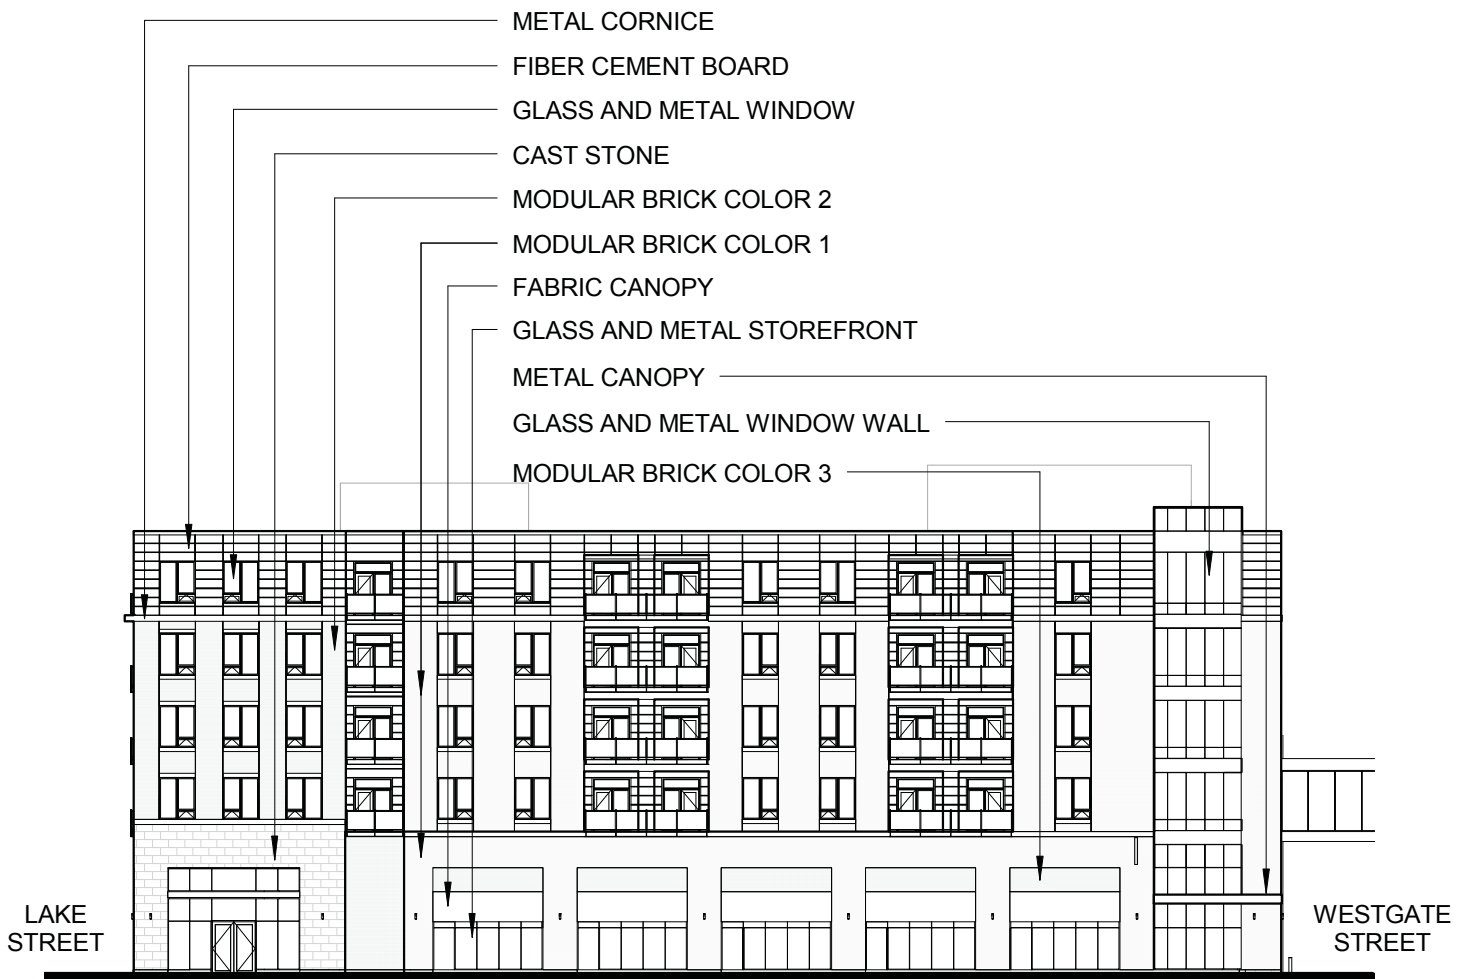 METAL CORNICE
FIBER CEMENT BOARD
GLASS AND METAL WINDOW
CAST STONE
MODULAR BRICK COLOR 2
MODULAR BRICK COLOR 1
FABRIC CANOPY
GLASS AND METAL STOREFRONT
METAL CANOPY
GLASS AND METAL WINDOW WALL
MODULAR BRICK COLOR 3
LAKE
STREET
WESTGATE
STREET